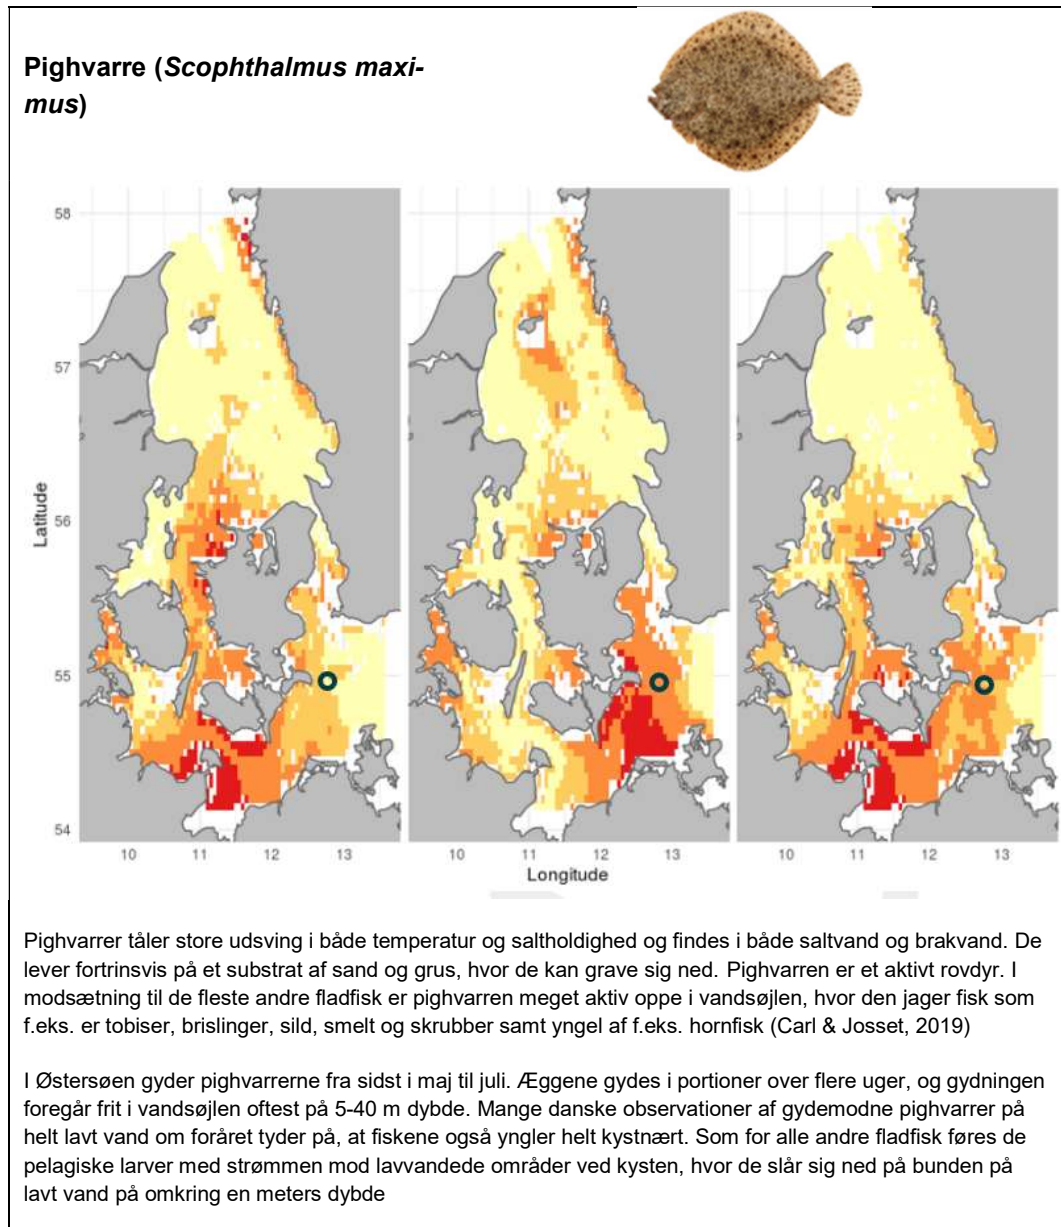 Pighvarre (Scophthalmus maxi-
mus)
58
57
56
55
54
Latitude
10 11 12 13 10 11 12 13 10 11 12 13
Longitude
Pighvarrer tåler store udsving i både temperatur og saltholdighed og findes i både saltvand og brakvand. De
lever fortrinsvis på et substrat af sand og grus, hvor de kan grave sig ned. Pighvarren er et aktivt rovdyr. I
modsætning til de fleste andre fladfisk er pighvarren meget aktiv oppe i vandsøjlen, hvor den jager fisk som
f.eks. er tobiser, brislinger, sild, smelt og skrubber samt yngel af f.eks. hornfisk (Carl & Josset, 2019)
I Østersøen gyder pighvarrerne fra sidst i maj til juli. Æggene gydes i portioner over flere uger, og gydningen
foregår frit i vandsøjlen oftest på 5-40 m dybde. Mange danske observationer af gydemodne pighvarrer på
helt lavt vand om foråret tyder på, at fiskene også yngler helt kystnært. Som for alle andre fladfisk føres de
pelagiske larver med strømmen mod lavvandede områder ved kysten, hvor de slår sig ned på bunden på
lavt vand på omkring en meters dybde